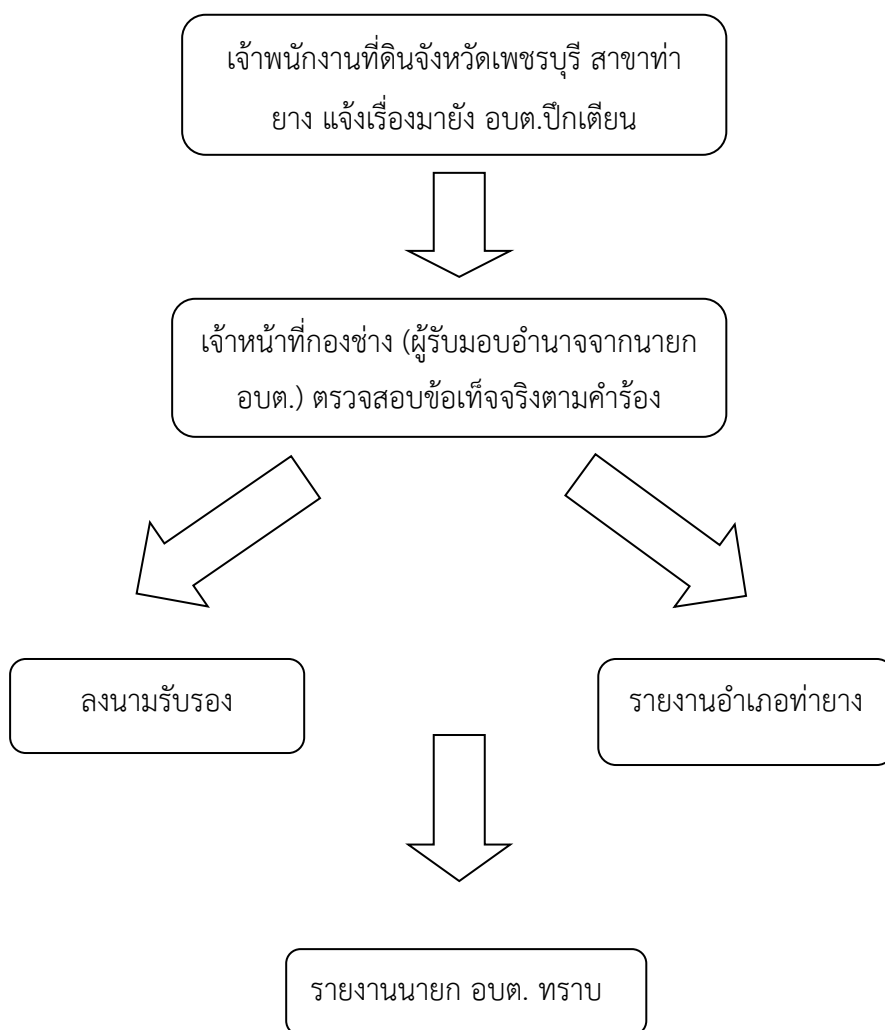 เจ้าพนักงานที่ดินจังหวัดเพชรบุรี สาขาท่า
ยาง แจ้งเรื่องมายัง อบต.ปึกเตียน
เจ้าหน้าที่กองช่าง (ผู้รับมอบอำนาจจากนายก
อบต.) ตรวจสอบข้อเท็จจริงตามคำร้อง
ลงนามรับรอง
รายงานอำเภอท่ายาง
รายงานนายก อบต. ทราบ